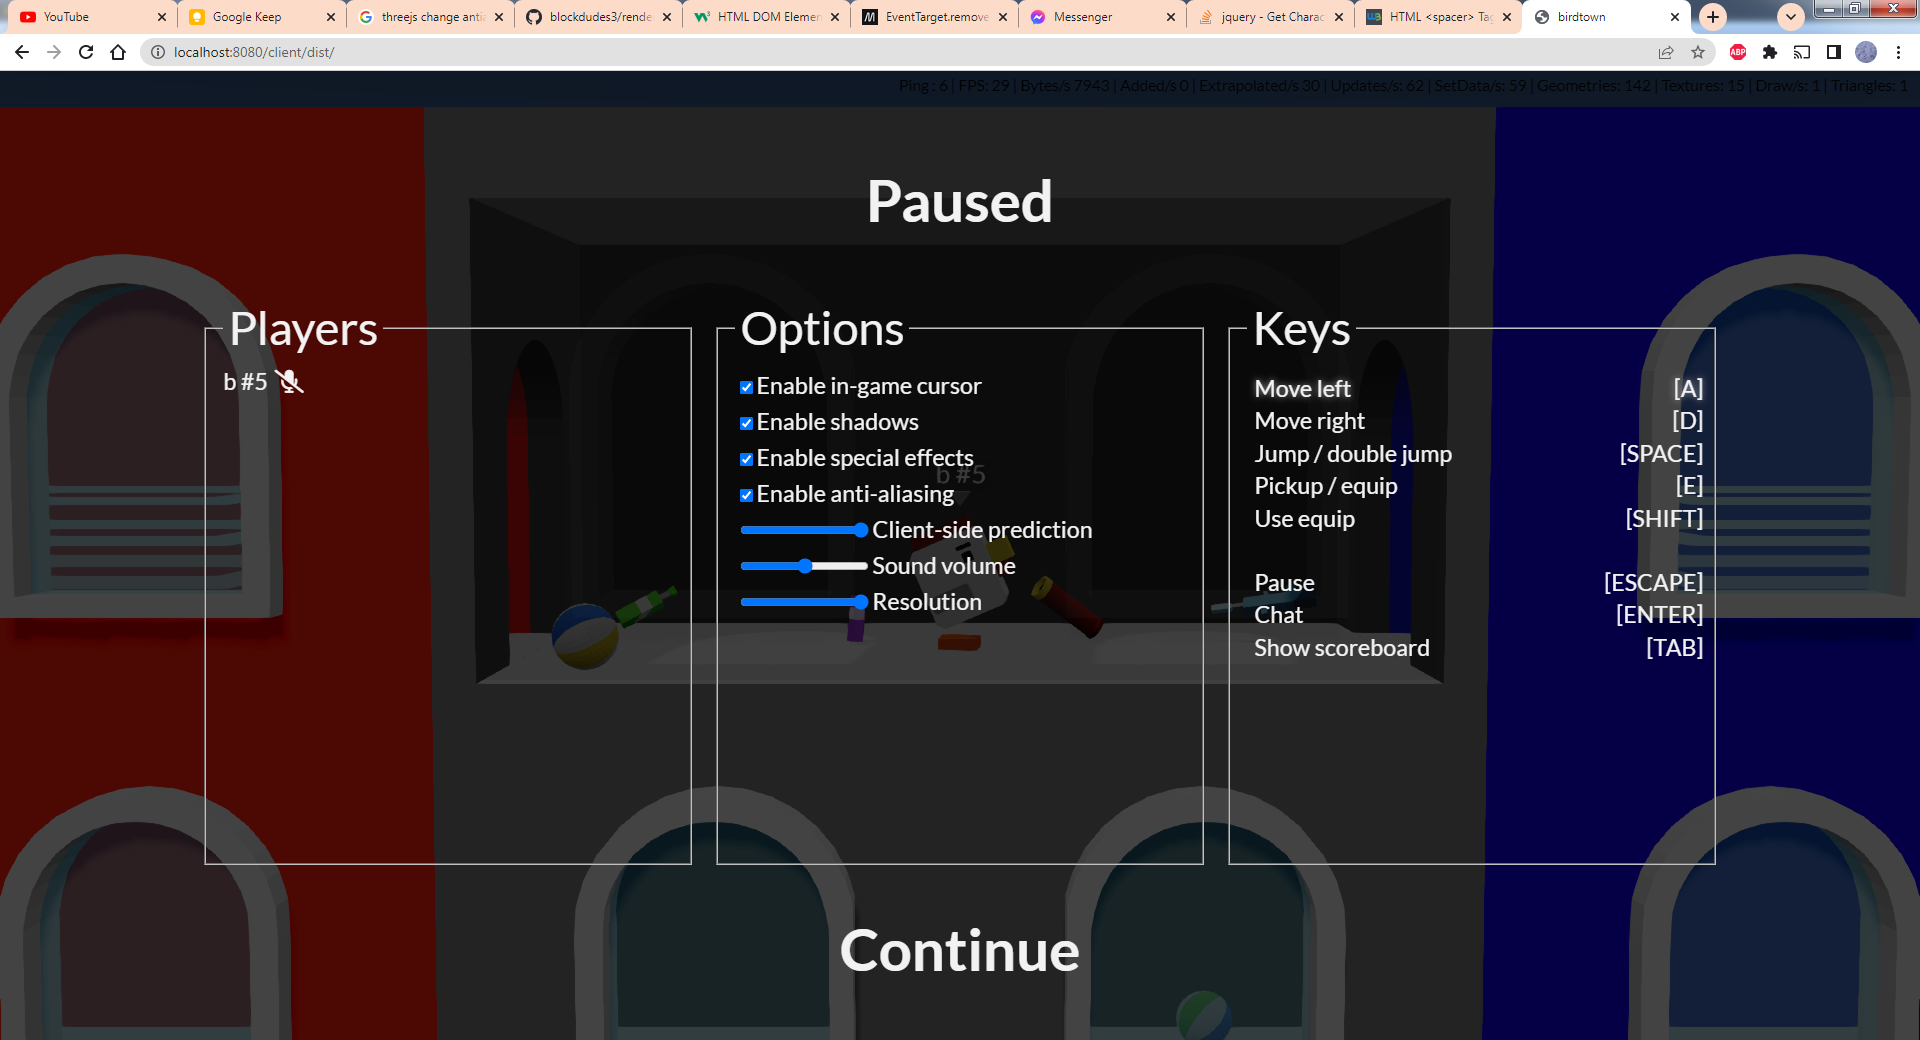 YouTube
Google Keep
threejs change anti
blockdudes3/rende
HTML DOM Elemen
EventTarget.remove
Messenger
jquery - Get Charac
HTML <spacer> Tag
birdtown
localhost:8080/client/dist/
ABP
Ping : 6 | FPS: 29 | Bytes/s 7943 | Added/s 0 | Extrapolated/s 30 | Updates/s: 62 | SetData/s: 59 | Geometries: 142 | Textures: 15 | Draw/s: 1 | Triangles: 1
Paused
Players
b #5
Options
Enable in-game cursor
Enable shadows
Enable special effects
b #5
Enable anti-aliasing
Client-side prediction
Sound volume
Resolution
Keys
Move left [A]
Move right [D]
Jump / double jump [SPACE]
Pickup / equip [E]
Use equip [SHIFT]
Pause [ESCAPE]
Chat [ENTER]
Show scoreboard [TAB]
Continue